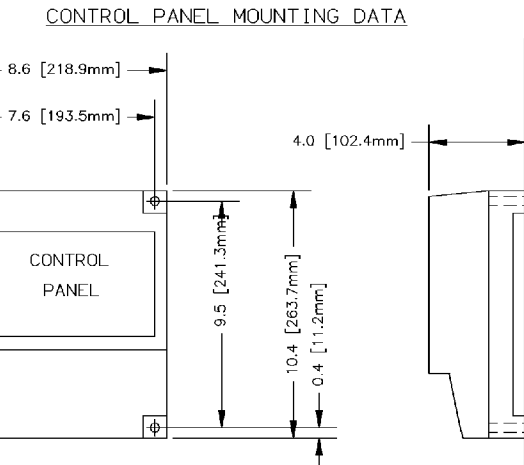 CONTROL PANEL MOUNTING DATA
8.6 [218.9mm]
7.6 [193.5mm]
4.0 [102.4mm]
CONTROL
PANEL
9.5 [241.3mm]
10.4 [263.7mm]
0.4 [11.2mm]